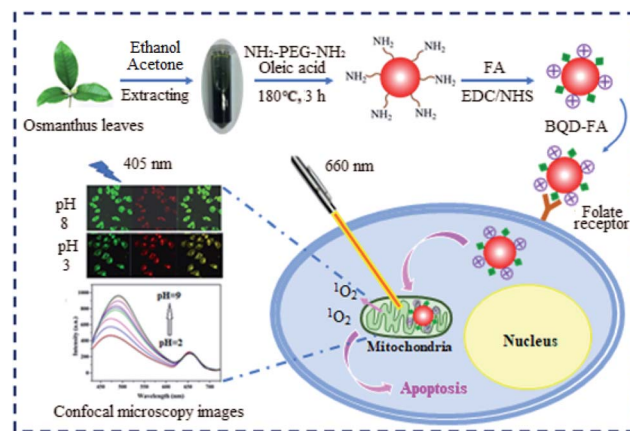 Ethanol
Acetone
Extracting
Osmanthus leaves
NH₂-PEG-NH₂
Oleic acid
180℃, 3 h
NH₂
NH₂
NH₂
NH₂
NH₂
NH₂
FA
EDC/NHS
BQD-FA
405 nm
660 nm
Folate
receptor
pH
8
pH
3
pH=9
pH=2
Intensity (a.u.)
Wavelength (nm)
Confocal microscopy images
¹O₂
¹O₂
Mitochondria
Apoptosis
Nucleus